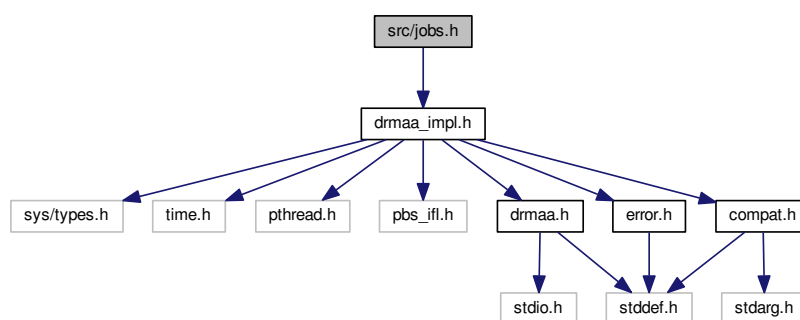 src/jobs.h
drmaa_impl.h
sys/types.h
time.h
pthread.h
pbs_ifl.h
drmaa.h
error.h
compat.h
stdio.h
stddef.h
stdarg.h